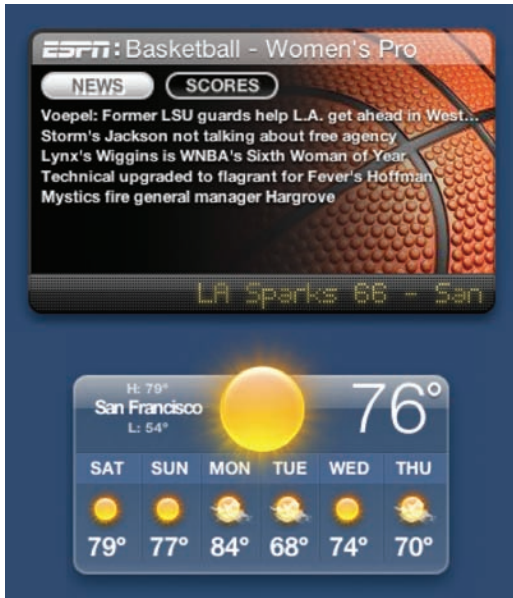 ESPN: Basketball - Women's Pro
NEWS SCORES
Voepel: Former LSU guards help L.A. get ahead in West...
Storm's Jackson not talking about free agency
Lynx's Wiggins is WNBA's Sixth Woman of Year
Technical upgraded to flagrant for Fever's Hoffman
Mystics fire general manager Hargrove
LA Sparks 66 - San
H: 79°
San Francisco
L: 54°
76°
SAT SUN MON TUE WED THU
79° 77° 84° 68° 74° 70°